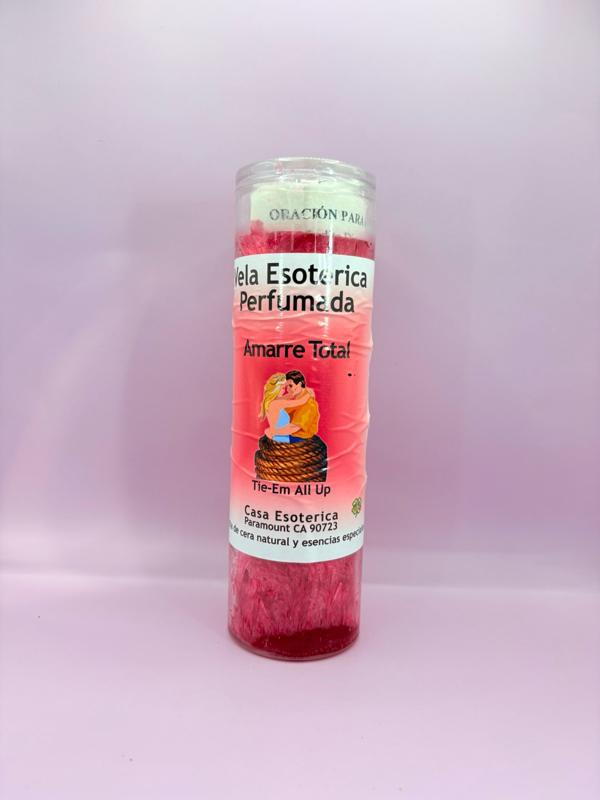 ORACIÓN PARA
Vela Esoterica
Perfumada
Amarre Total
Tie-Em All Up
Casa Esoterica
Paramount CA 90723
de cera natural y esencias